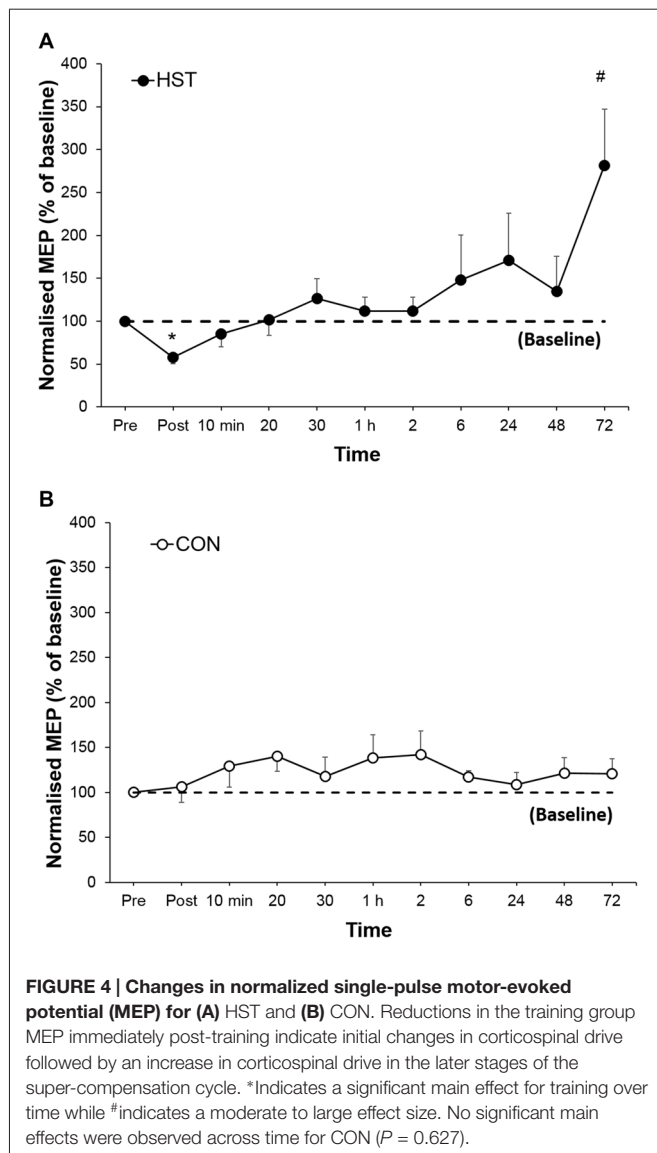 A
HST
#
400
350
300
250
200
150
100
50
0
Normalised MEP (% of baseline)
*
(Baseline)
Pre Post 10 min 20 30 1 h 2 6 24 48 72
Time
B
CON
400
350
300
250
200
150
100
50
0
Normalised MEP (% of baseline)
(Baseline)
Pre Post 10 min 20 30 1 h 2 6 24 48 72
Time
FIGURE 4 | Changes in normalized single-pulse motor-evoked
potential (MEP) for (A) HST and (B) CON. Reductions in the training group
MEP immediately post-training indicate initial changes in corticospinal drive
followed by an increase in corticospinal drive in the later stages of the
super-compensation cycle. *Indicates a significant main effect for training over
time while #indicates a moderate to large effect size. No significant main
effects were observed across time for CON (P = 0.627).